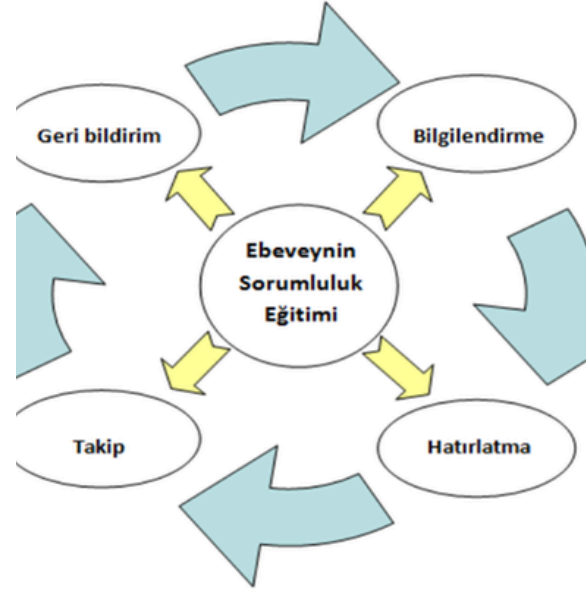 Geri bildirim
Bilgilendirme
Ebeveynin
Sorumluluk
Eğitimi
Takip
Hatırlatma